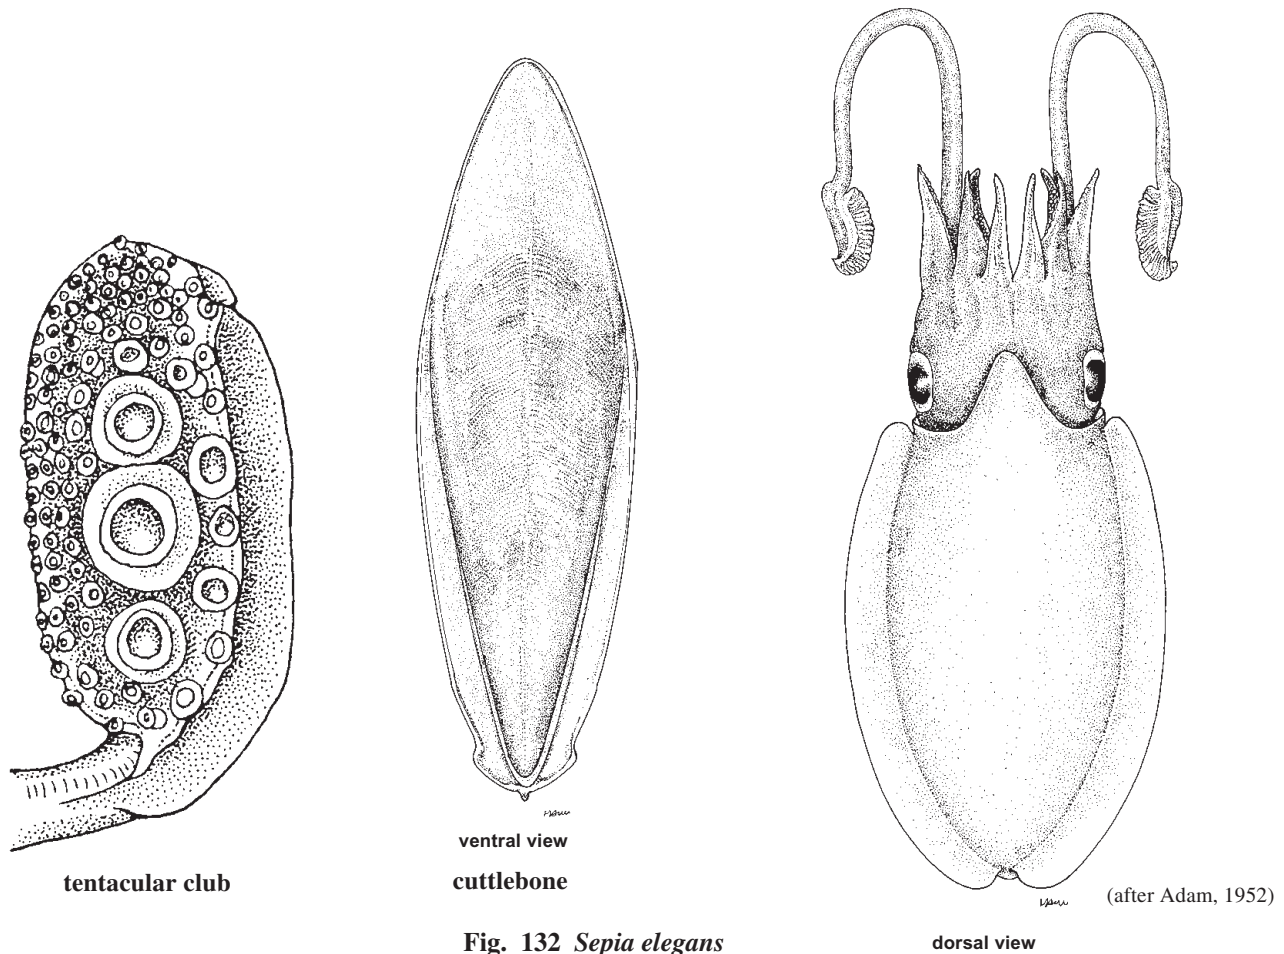 ventral view
tentacular club
cuttlebone
(after Adam, 1952)
Fig. 132 Sepia elegans
dorsal view